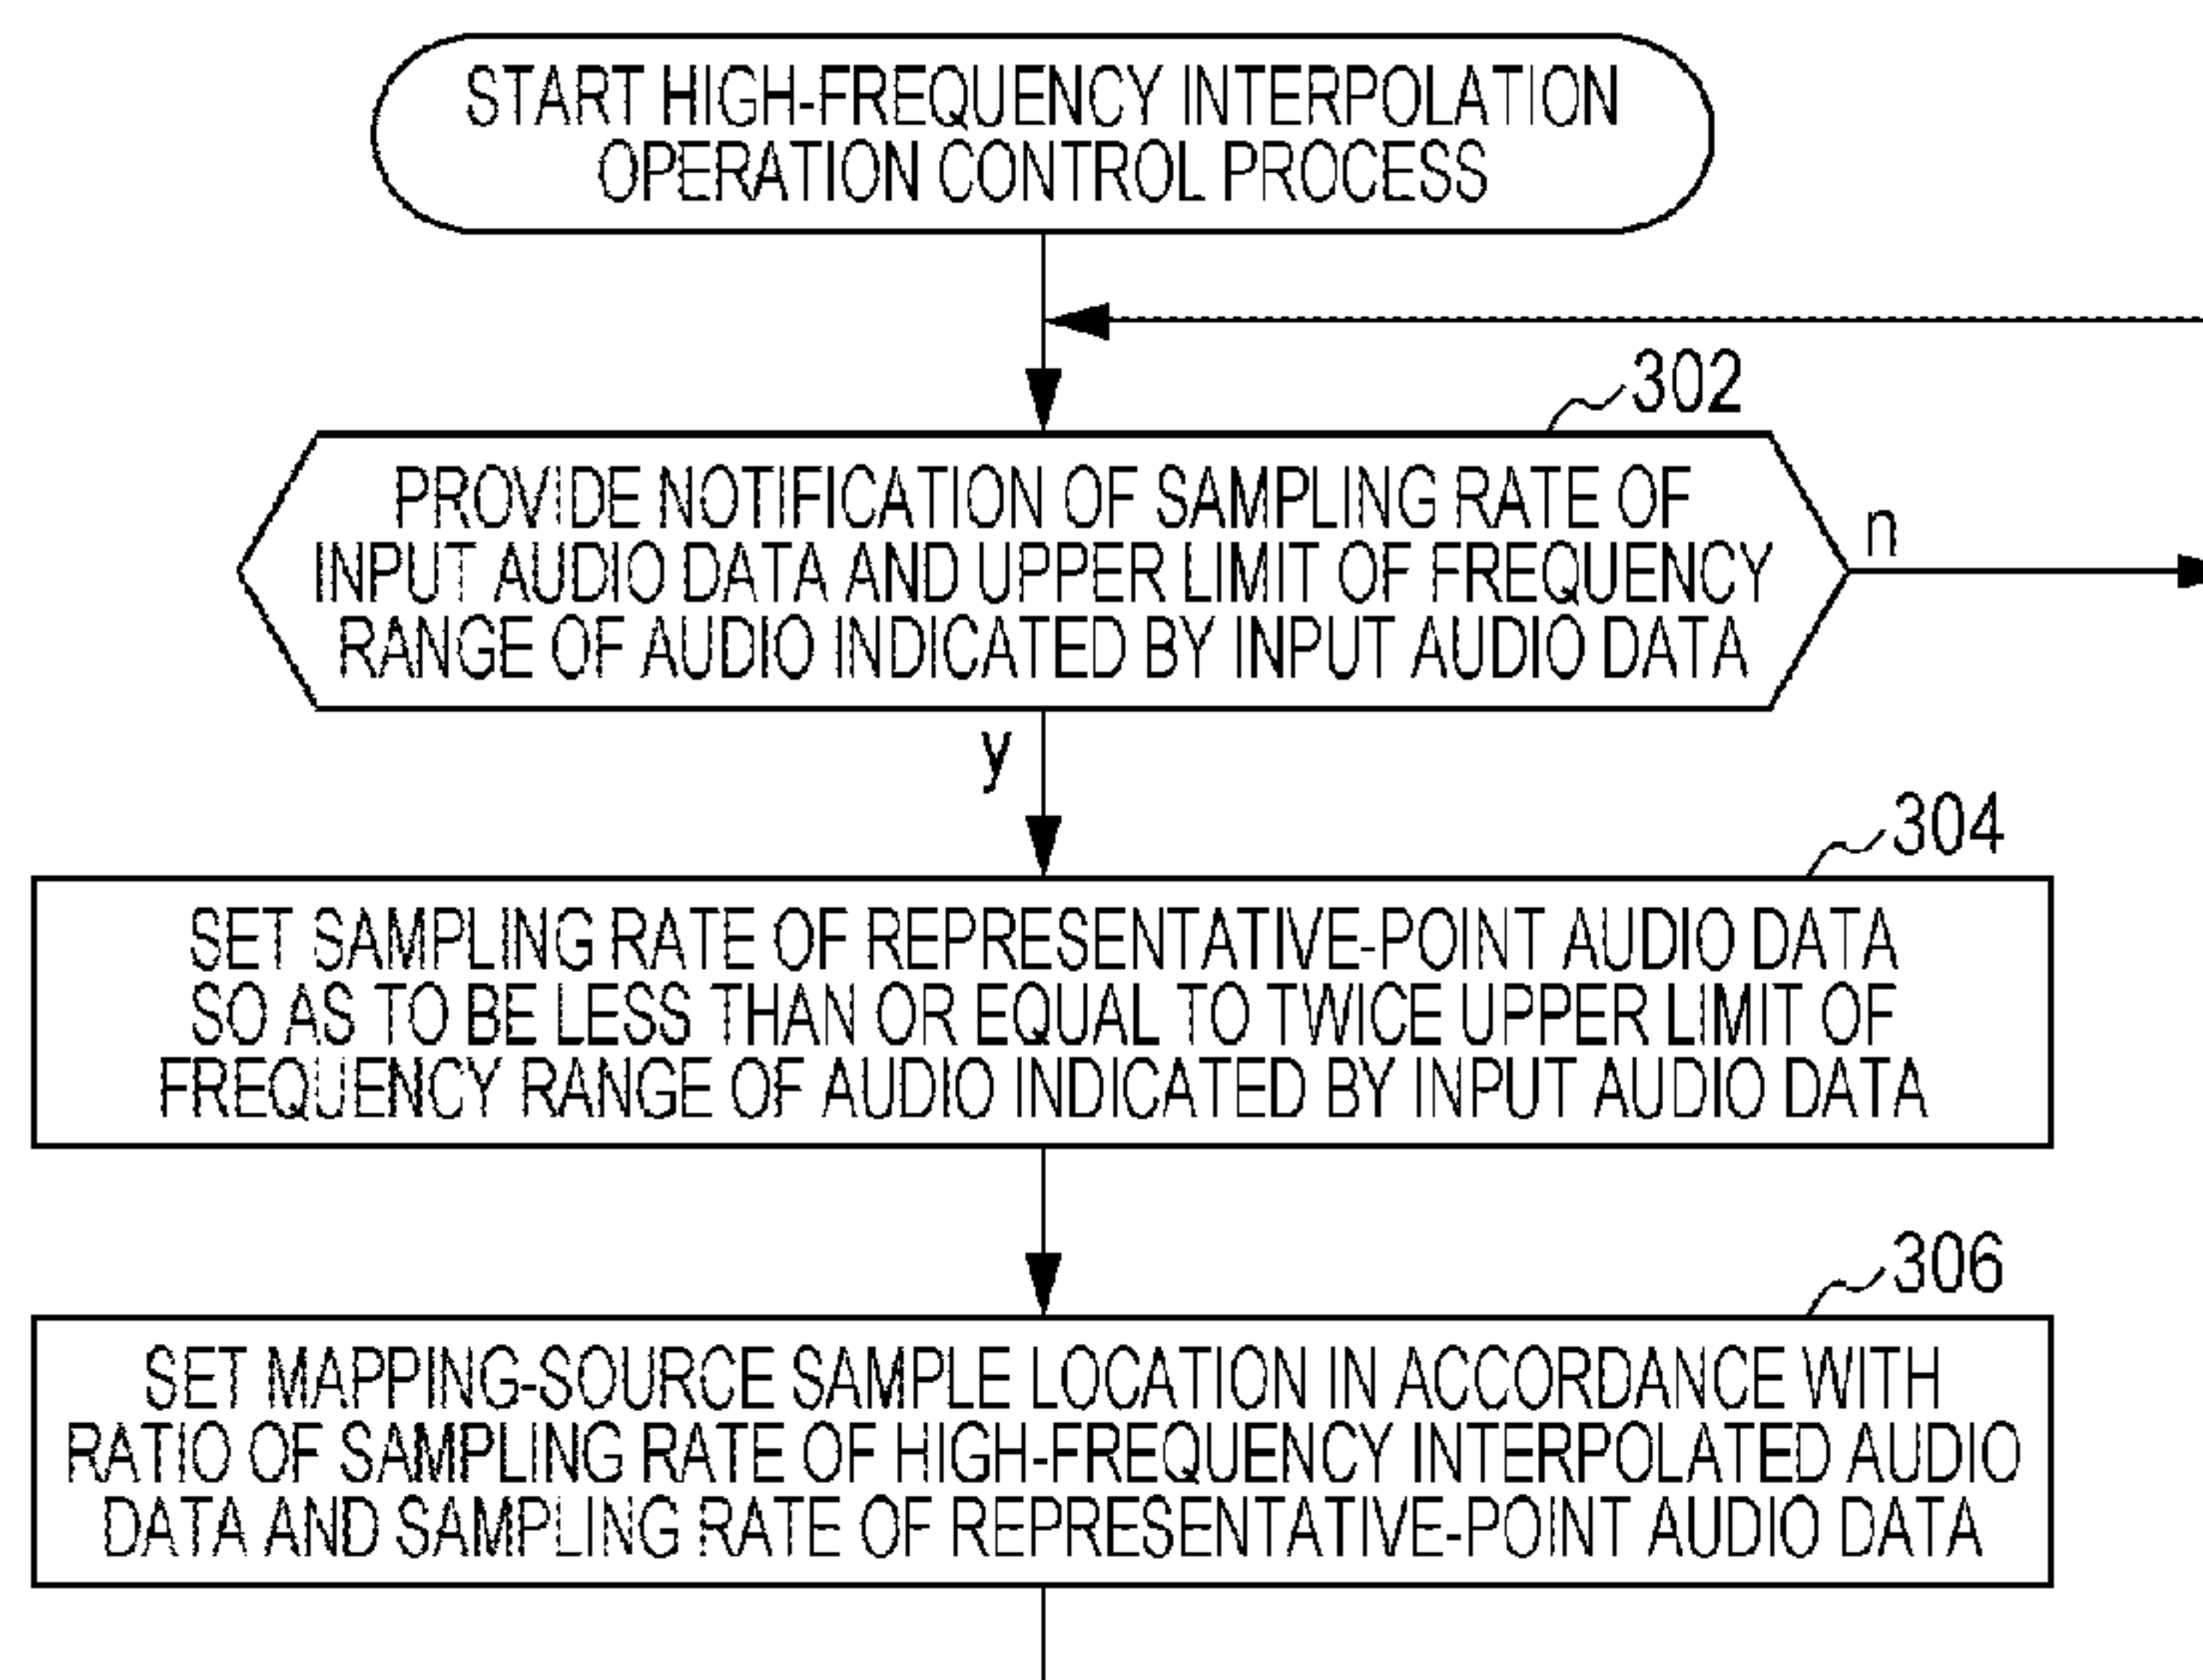 START HIGH-FREQUENCY INTERPOLATION
OPERATION CONTROL PROCESS
302
PROVIDE NOTIFICATION OF SAMPLING RATE OF
INPUT AUDIO DATA AND UPPER LIMIT OF FREQUENCY
RANGE OF AUDIO INDICATED BY INPUT AUDIO DATA
n
y
304
SET SAMPLING RATE OF REPRESENTATIVE-POINT AUDIO DATA
SO AS TO BE LESS THAN OR EQUAL TO TWICE UPPER LIMIT OF
FREQUENCY RANGE OF AUDIO INDICATED BY INPUT AUDIO DATA
306
SET MAPPING-SOURCE SAMPLE LOCATION IN ACCORDANCE WITH
RATIO OF SAMPLING RATE OF HIGH-FREQUENCY INTERPOLATED AUDIO
DATA AND SAMPLING RATE OF REPRESENTATIVE-POINT AUDIO DATA